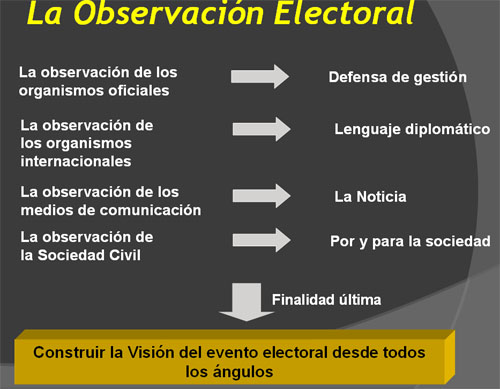 La Observación Electoral
La observación de los
organismos oficiales
Defensa de gestión
La observación de
los organismos
internacionales
Lenguaje diplomático
La observación de los
medios de comunicación
La Noticia
La observación de
la Sociedad Civil
Por y para la sociedad
Finalidad última
Construir la Visión del evento electoral desde todos
los ángulos